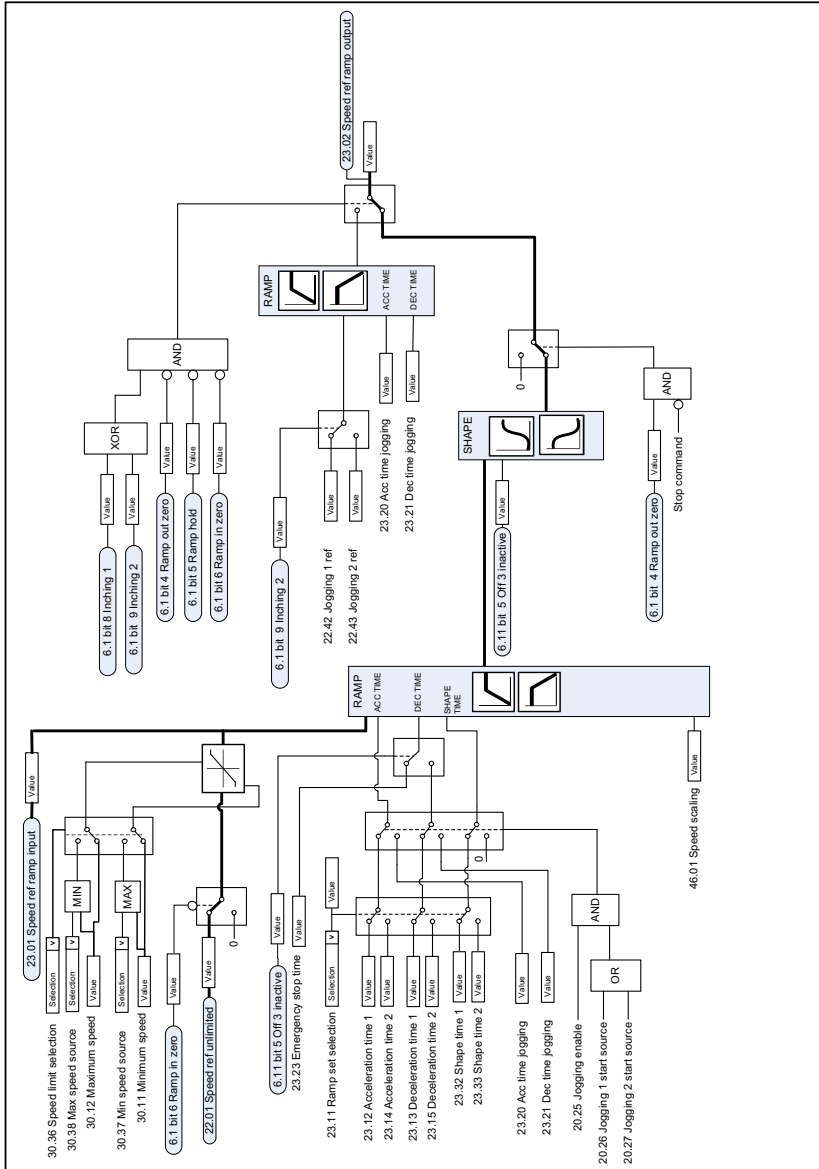 23.01 Speed ref ramp input
Value
30.36 Speed limit selection
Selection
v
30.38 Max speed source
Selection
v
MIN
30.12 Maximum speed
Value
30.37 Min speed source
Selection
v
MAX
30.11 Minimum speed
Value
6.1 bit 6 Ramp in zero
Value
22.01 Speed ref unlimited
Value
0
6.11 bit 5 Off 3 inactive
Value
23.23 Emergency stop time
Value
23.11 Ramp set selection
Selection
v
Value
23.12 Acceleration time 1
Value
23.14 Acceleration time 2
Value
23.13 Deceleration time 1
Value
23.15 Deceleration time 2
Value
23.32 Shape time 1
Value
23.33 Shape time 2
Value
0
23.20 Acc time jogging
Value
23.21 Dec time jogging
Value
20.25 Jogging enable
AND
20.26 Jogging 1 start source
OR
20.27 Jogging 2 start source
46.01 Speed scaling
Value
RAMP
ACC TIME
DEC TIME
SHAPE
TIME
6.1 bit 8 Inching 1
Value
6.1 bit 9 Inching 2
Value
XOR
6.1 bit 4 Ramp out zero
Value
6.1 bit 5 Ramp hold
Value
6.1 bit 6 Ramp in zero
Value
AND
6.1 bit 9 Inching 2
Value
22.42 Jogging 1 ref
Value
22.43 Jogging 2 ref
Value
23.20 Acc time jogging
Value
23.21 Dec time jogging
Value
RAMP
ACC TIME
DEC TIME
SHAPE
6.11 bit 5 Off 3 inactive
Value
0
6.1 bit 4 Ramp out zero
Value
Stop command
AND
23.02 Speed ref ramp output
Value